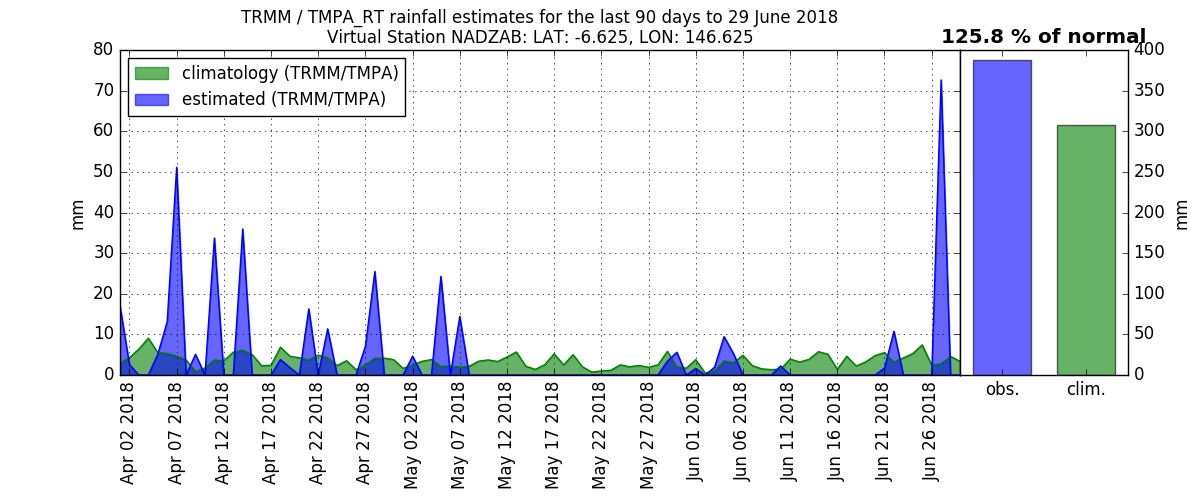 TRMM / TMPA_RT rainfall estimates for the last 90 days to 29 June 2018
Virtual Station NADZAB: LAT: -6.625, LON: 146.625
125.8 % of normal
climatology (TRMM/TMPA)
estimated (TRMM/TMPA)
80
70
60
50
40
30
20
10
0
mm
Apr 02 2018
Apr 07 2018
Apr 12 2018
Apr 17 2018
Apr 22 2018
Apr 27 2018
May 02 2018
May 07 2018
May 12 2018
May 17 2018
May 22 2018
May 27 2018
Jun 01 2018
Jun 06 2018
Jun 11 2018
Jun 16 2018
Jun 21 2018
Jun 26 2018
400
350
300
250
200
150
100
50
0
mm
obs.
clim.